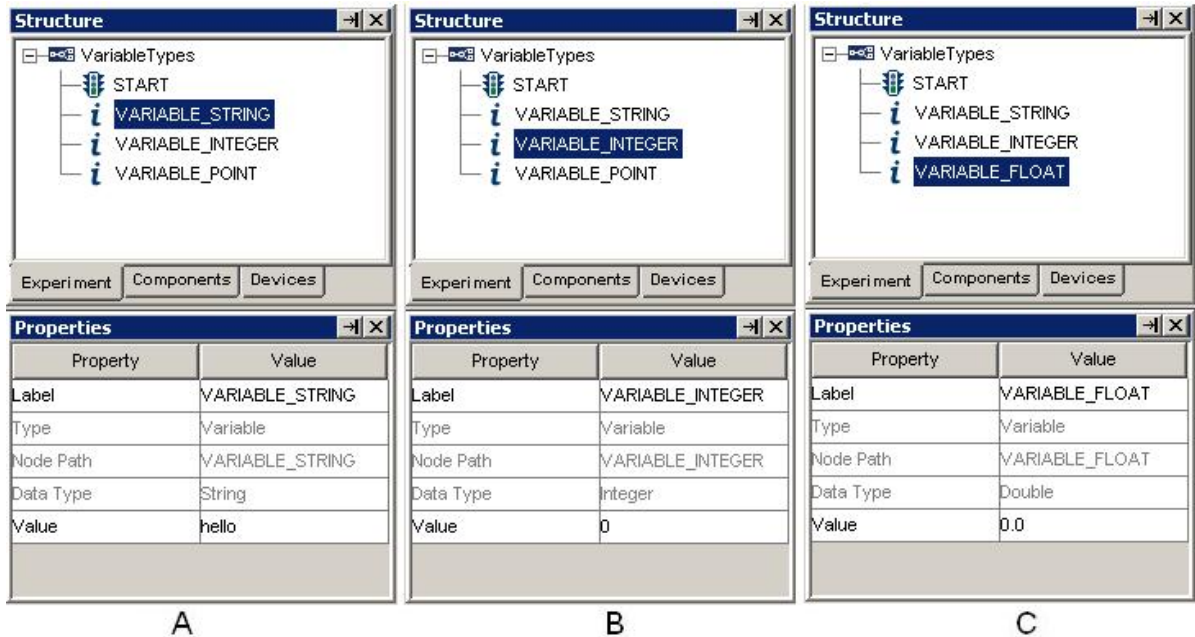 Structure
VariableTypes
START
VARIABLE_STRING
VARIABLE_INTEGER
VARIABLE_POINT
Experiment Components Devices
Properties
Property Value
Label VARIABLE_STRING
Type Variable
Node Path VARIABLE_STRING
Data Type String
Value hello
A
Structure
VariableTypes
START
VARIABLE_STRING
VARIABLE_INTEGER
VARIABLE_POINT
Experiment Components Devices
Properties
Property Value
Label VARIABLE_INTEGER
Type Variable
Node Path VARIABLE_INTEGER
Data Type Integer
Value 0
B
Structure
VariableTypes
START
VARIABLE_STRING
VARIABLE_INTEGER
VARIABLE_FLOAT
Experiment Components Devices
Properties
Property Value
Label VARIABLE_FLOAT
Type Variable
Node Path VARIABLE_FLOAT
Data Type Double
Value 0.0
C